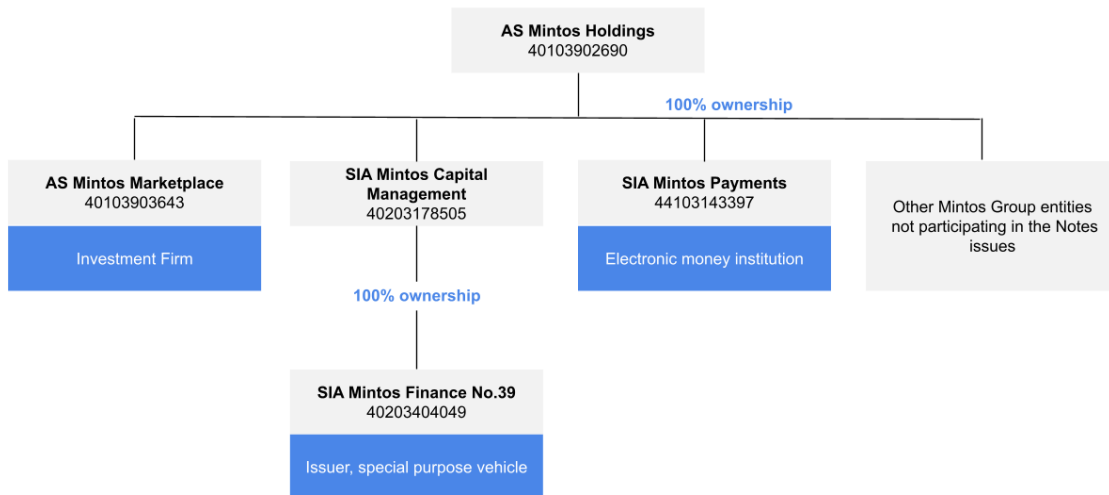 AS Mintos Holdings
40103902690
100% ownership
AS Mintos Marketplace
40103903643
Investment Firm
SIA Mintos Capital
Management
40203178505
SIA Mintos Payments
44103143397
Electronic money institution
Other Mintos Group entities
not participating in the Notes
issues
100% ownership
SIA Mintos Finance No.39
40203404049
Issuer, special purpose vehicle